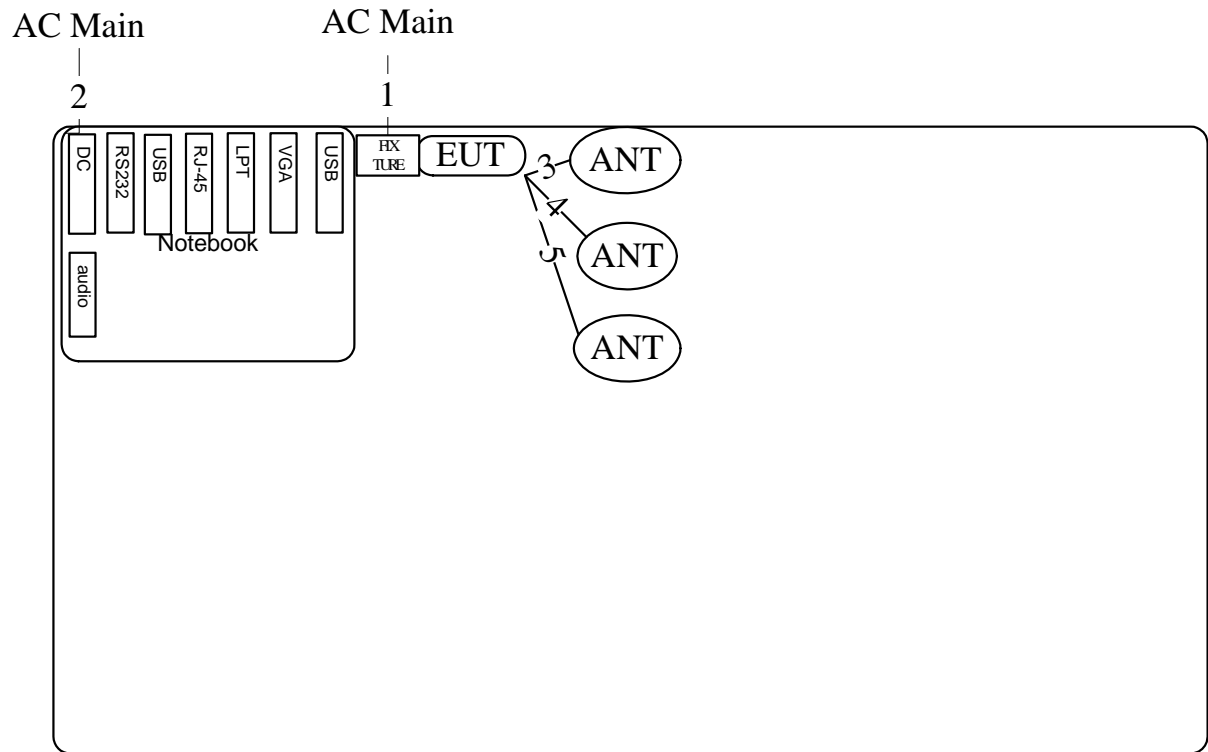 AC Main
AC Main
2
1
DC
RS232
USB
RJ-45
LPT
VGA
USB
FIX
TURE
EUT
3
ANT
4
ANT
5
ANT
Notebook
audio